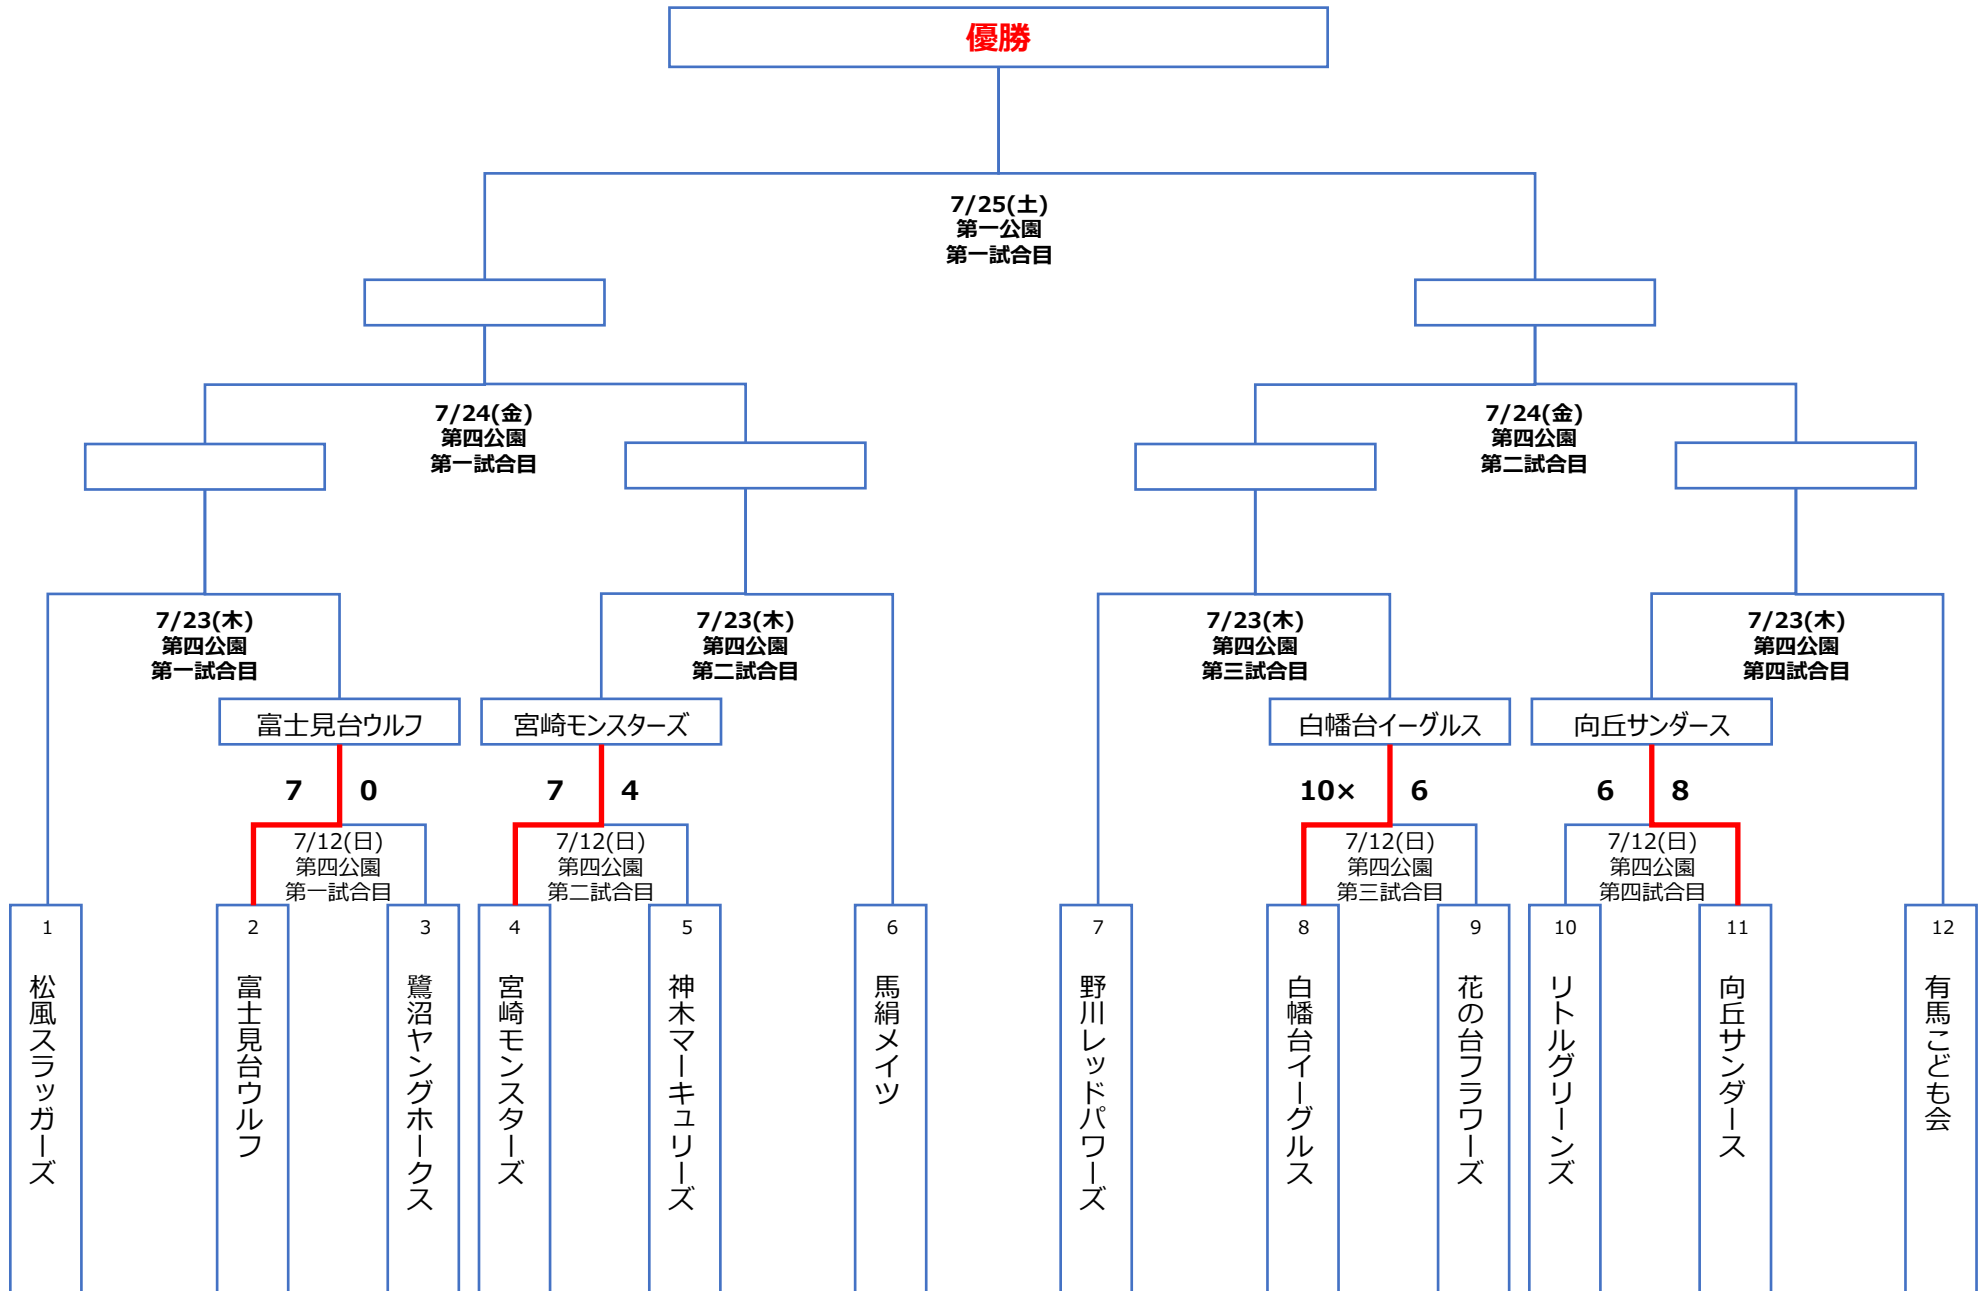 優勝
7/25(土)
第一公園
第一試合目
7/24(金)
第四公園
第一試合目
7/24(金)
第四公園
第二試合目
7/23(木)
第四公園
第一試合目
7/23(木)
第四公園
第二試合目
7/23(木)
第四公園
第三試合目
7/23(木)
第四公園
第四試合目
富士見台ウルフ
宮崎モンスターズ
白幡台イーグルス
向丘サンダース
7 0
7 4
10× 6
6 8
7/12(日)
第四公園
第一試合目
7/12(日)
第四公園
第二試合目
7/12(日)
第四公園
第三試合目
7/12(日)
第四公園
第四試合目
1
松風スラッガーズ
2
富士見台ウルフ
3
鷺沼ヤングホークス
4
宮崎モンスターズ
5
神木マーキュリーズ
6
馬絹メイツ
7
野川レッドパワーズ
8
白幡台イーグルス
9
花の台フラワーズ
10
リトルグリーンズ
11
向丘サンダース
12
有馬こども会